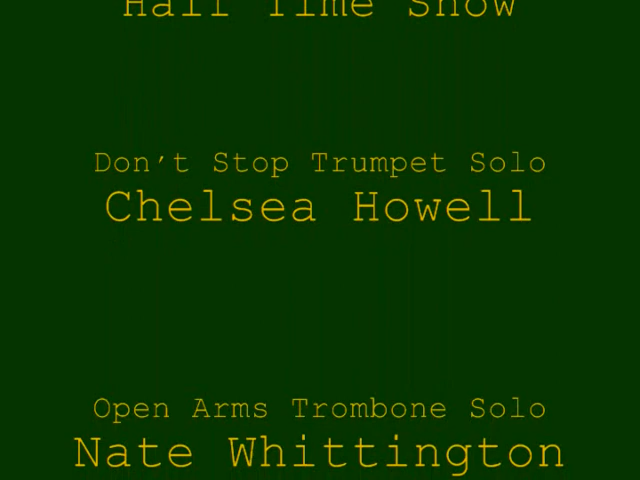 Half Time Show
Don't Stop Trumpet Solo
Chelsea Howell
Open Arms Trombone Solo
Nate Whittington